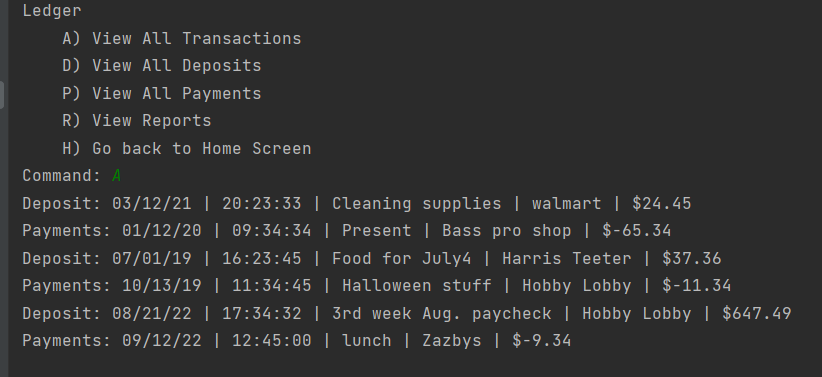 Ledger
A) View All Transactions
D) View All Deposits
P) View All Payments
R) View Reports
H) Go back to Home Screen
Command: A
Deposit: 03/12/21 | 20:23:33 | Cleaning supplies | walmart | $24.45
Payments: 01/12/20 | 09:34:34 | Present | Bass pro shop | $-65.34
Deposit: 07/01/19 | 16:23:45 | Food for July4 | Harris Teeter | $37.36
Payments: 10/13/19 | 11:34:45 | Halloween stuff | Hobby Lobby | $-11.34
Deposit: 08/21/22 | 17:34:32 | 3rd week Aug. paycheck | Hobby Lobby | $647.49
Payments: 09/12/22 | 12:45:00 | lunch | Zazbys | $-9.34